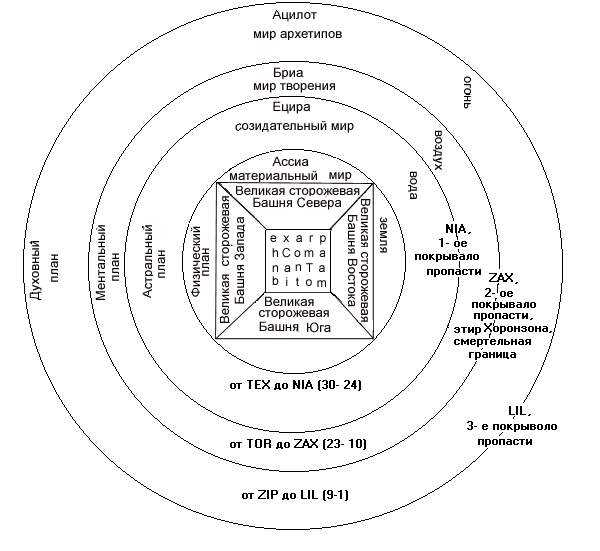 Ацилот
мир архетипов
огонь
Бриа
мир творения
воздух
Ецира
созидательный мир
вода
Ассиа
материальный мир
земля
Духовный
план
Ментальный
план
Астральный
план
Физический
план
Великая сторожевая
Башня Севера
Великая сторожевая
Башня Запада
Великая сторожевая
Башня Востока
e x a r p
h C o m a
n a n T a
b i t o m
Великая
сторожевая
Башня Юга
NIA,
1- ое
покрывало
пропасти
ZAX,
2- ое
покрывало
пропасти,
этир Хоронзона,
смертельная
граница
LIL,
3- е покрыволо
пропасти
от TEX до NIA (30- 24)
от TOR до ZAX (23- 10)
от ZIP до LIL (9-1)